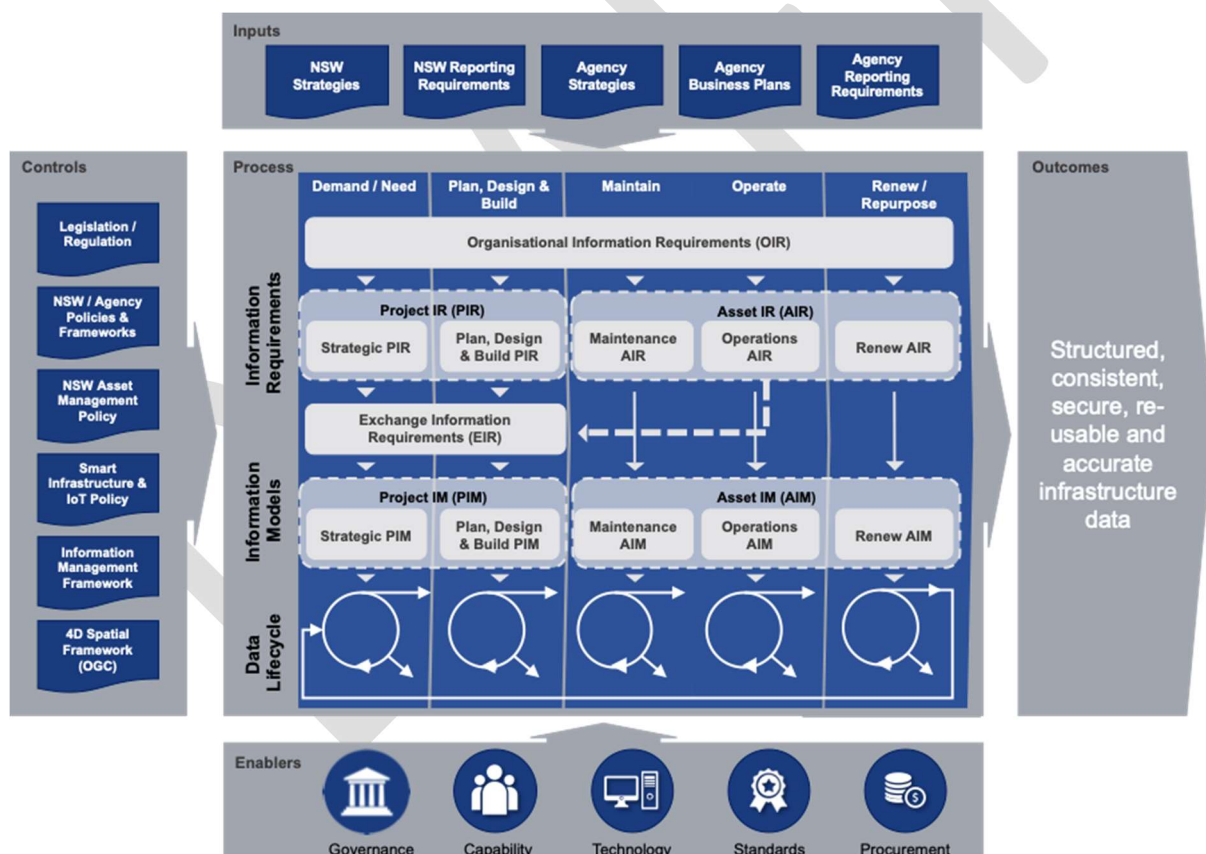 Inputs
NSW
Strategies
NSW Reporting
Requirements
Agency
Strategies
Agency
Business Plans
Agency
Reporting
Requirements
Controls
Legislation /
Regulation
NSW / Agency
Policies &
Frameworks
NSW Asset
Management
Policy
Smart
Infrastructure &
IoT Policy
Information
Management
Framework
4D Spatial
Framework
(OGC)
Process
Demand / Need
Plan, Design &
Build
Maintain
Operate
Renew /
Repurpose
Information
Requirements
Organisational Information Requirements (OIR)
Project IR (PIR)
Strategic PIR
Plan, Design
& Build PIR
Asset IR (AIR)
Maintenance
AIR
Operations
AIR
Renew AIR
Exchange Information
Requirements (EIR)
Information
Models
Project IM (PIM)
Strategic PIM
Plan, Design
& Build PIM
Asset IM (AIM)
Maintenance
AIM
Operations
AIM
Renew AIM
Data
Lifecycle
Outcomes
Structured,
consistent,
secure, re-
usable and
accurate
infrastructure
data
Enablers
Governance
Capability
Technology
Standards
Procurement
$